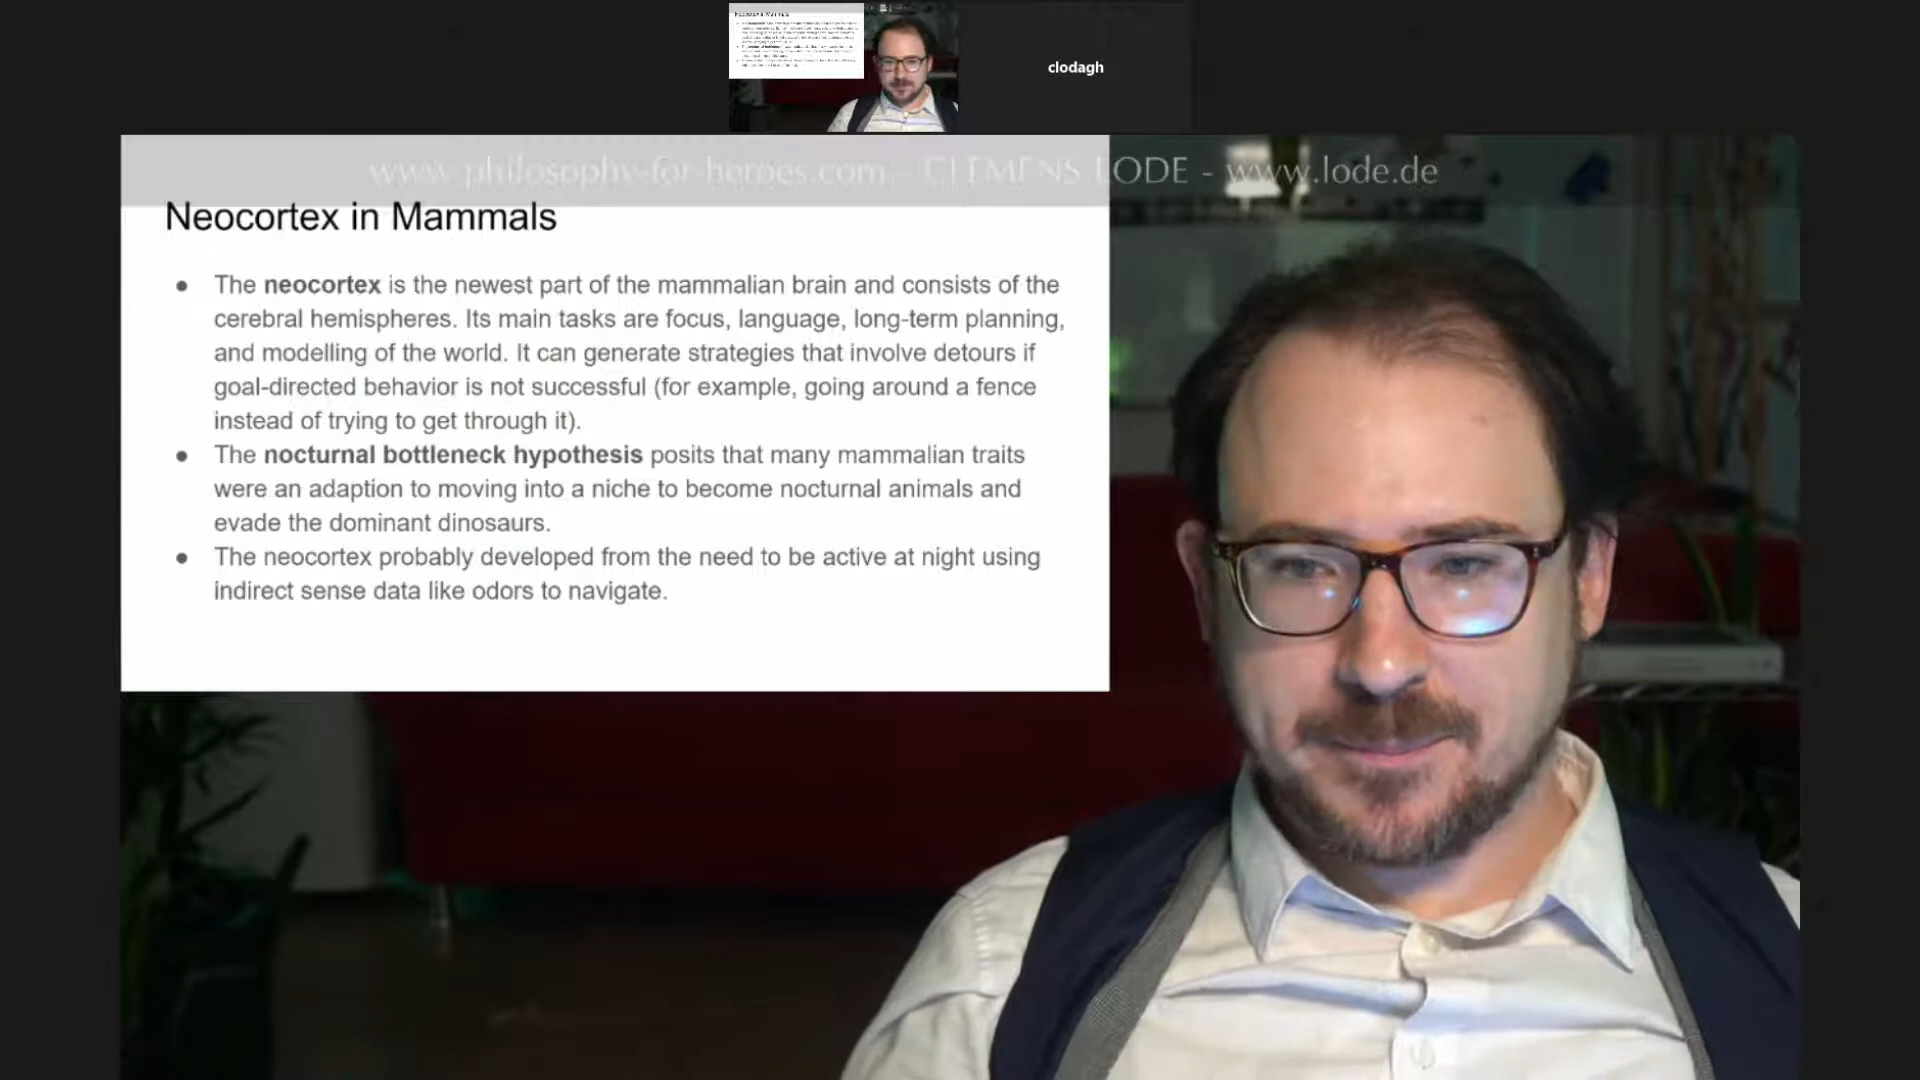 Neocortex in Mammals
clodagh
www.philosophy-for-heroes.com - CLEMENS LODE - www.lode.de
Neocortex in Mammals
● The neocortex is the newest part of the mammalian brain and consists of the
cerebral hemispheres. Its main tasks are focus, language, long-term planning,
and modelling of the world. It can generate strategies that involve detours if
goal-directed behavior is not successful (for example, going around a fence
instead of trying to get through it).
● The nocturnal bottleneck hypothesis posits that many mammalian traits
were an adaption to moving into a niche to become nocturnal animals and
evade the dominant dinosaurs.
● The neocortex probably developed from the need to be active at night using
indirect sense data like odors to navigate.